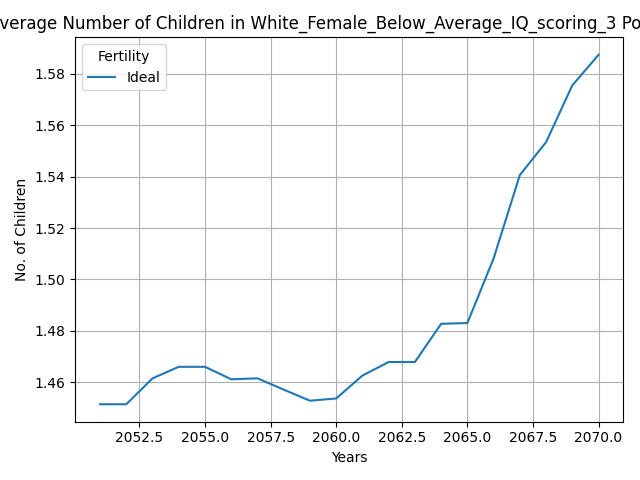 verage Number of Children in White_Female_Below_Average_IQ_scoring_3 Po
Fertility
Ideal
1.58
1.56
1.54
1.52
1.50
1.48
1.46
No. of Children
2052.5 2055.0 2057.5 2060.0 2062.5 2065.0 2067.5 2070.0
Years